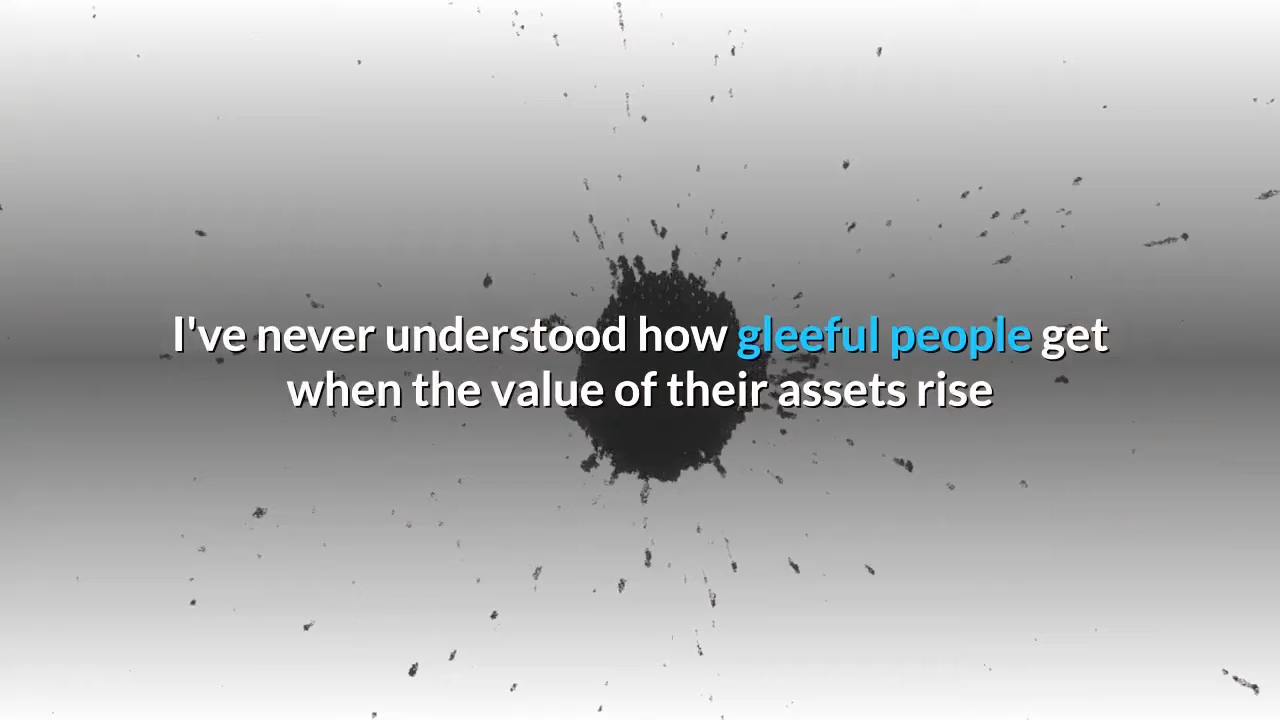 I've never understood how gleeful people get
when the value of their assets rise